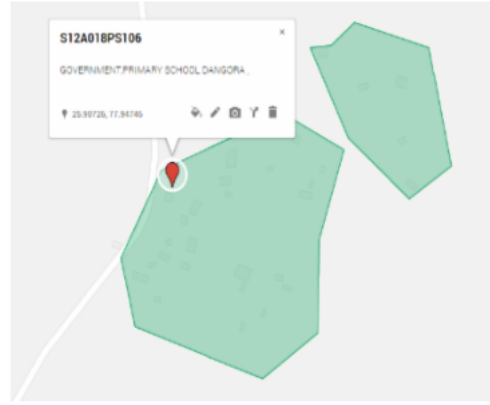 S12A018PS106
GOVERNMENT,PRIMARY SCHOOL DANGORA ,
25.90726, 77.94746